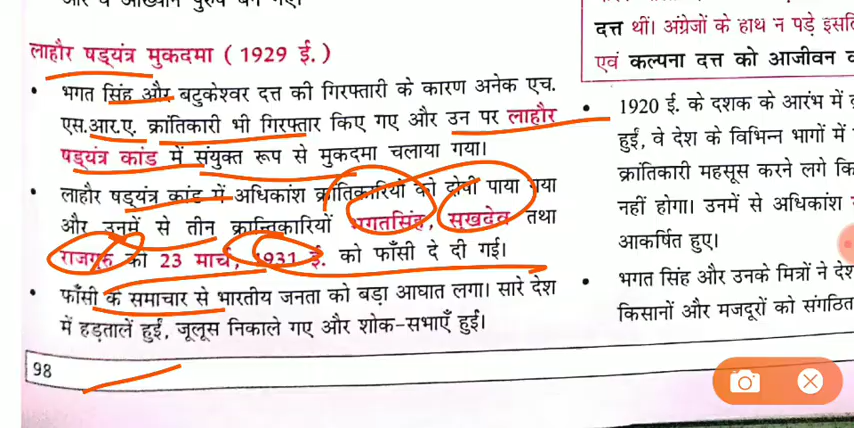 लाहौर षड्यंत्र मुकदमा ( 1929 ई. )
भगत सिंह और बटुकेश्वर दत्त की गिरफ्तारी के कारण अनेक एच.
एस.आर.ए. क्रांतिकारी भी गिरफ्तार किए गए और उन पर लाहौर
षड्यंत्र कांड में संयुक्त रूप से मुकदमा चलाया गया।
लाहौर षड्यंत्र कांड में अधिकांश क्रांतिकारियों को दोषी पाया गया
और उनमें से तीन क्रान्तिकारियों भगतसिंह, सुखदेव तथा
राजगुरु को 23 मार्च, 1931 ई. को फाँसी दे दी गई।
फाँसी के समाचार से भारतीय जनता को बड़ा आघात लगा। सारे देश
में हड़तालें हुईं, जूलूस निकाले गए और शोक-सभाएँ हुईं।
98
दत्त थीं। अंग्रेजों के हाथ न पड़े
एवं कल्पना दत्त को आजीवन
1920 ई. के दशक के आरंभ में
हुईं, वे देश के विभिन्न भागों में
क्रांतिकारी महसूस करने लगे कि
नहीं होगा। उनमें से अधिकांश
आकर्षित हुए।
भगत सिंह और उनके मित्रों ने
किसानों और मजदूरों को संगठित